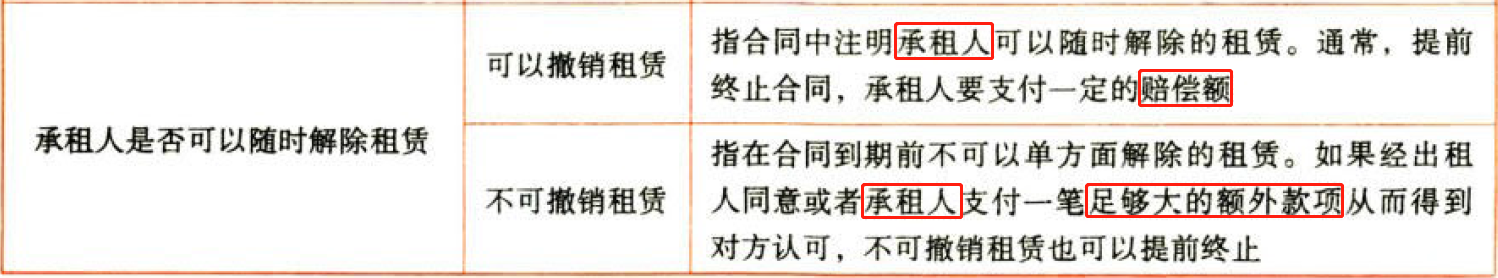 承租人是否可以随时解除租赁
可以撤销租赁
指合同中注明承租人可以随时解除的租赁。通常，提前
终止合同，承租人要支付一定的赔偿额
不可撤销租赁
指在合同到期前不可以单方面解除的租赁。如果经出租
人同意或者承租人支付一笔足够大的额外款项从而得到
对方认可，不可撤销租赁也可以提前终止